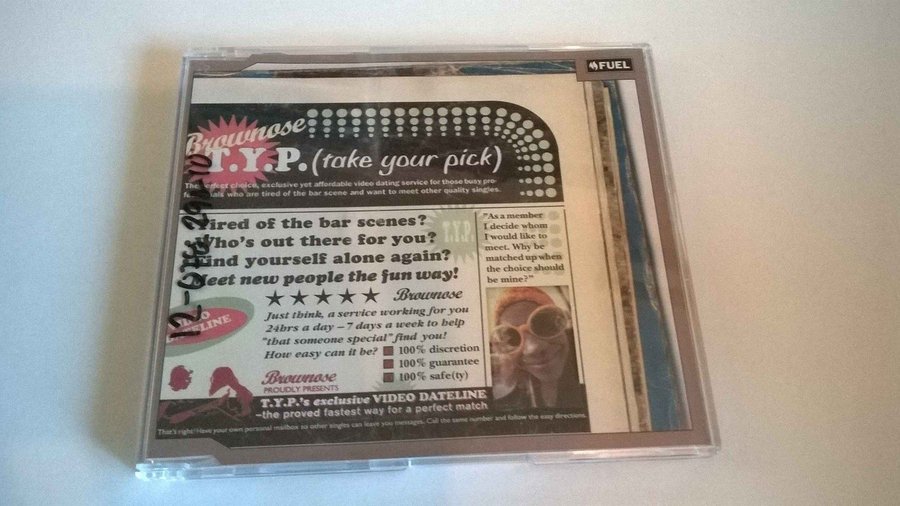 FUEL
Brownose
T.Y.P. (take your pick)
The perfect choice, exclusive yet affordable video dating service for those busy pro-
who are tired of the bar scene and want to meet other quality singles.
Tired of the bar scenes?
Who's out there for you?
Find yourself alone again?
Meet new people the fun way!
T.Y.P.
"As a member
I decide whom
I would like to
meet. Why be
matched up when
the choice should
be mine?"
★★★★★ Brownose
Just think, a service working for you
24hrs a day – 7 days a week to help
"that someone special" find you!
How easy can it be?
100% discretion
100% guarantee
100% safe(ty)
VIDEO
DATELINE
Brownose
PROUDLY PRESENTS
T.Y.P.'s exclusive VIDEO DATELINE
–the proved fastest way for a perfect match
That's right! Have your own personal mailbox so other singles can leave you messages. Call the same number and follow the easy directions.